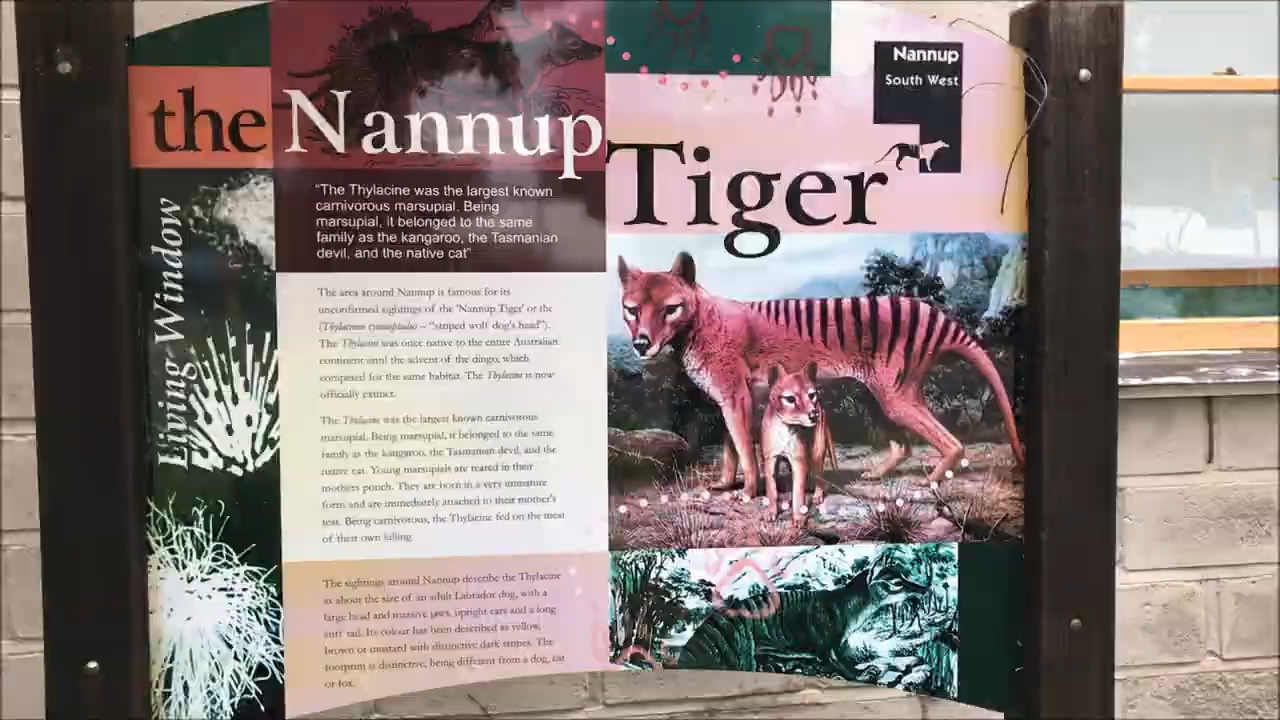 the Nannup Tiger
Nannup
South West
Living Window
"The Thylacine was the largest known
carnivorous marsupial. Being
marsupial, it belonged to the same
family as the kangaroo, the Tasmanian
devil, and the native cat"
The area around Nannup is famous for its
unconfirmed sightings of the 'Nannup Tiger' or the
(Thylacinus cynocephalus – "striped wolf dog's head").
The Thylacine was once native to the entire Australian
continent until the advent of the dingo, which
competed for the same habitat. The Thylacine is now
officially extinct.
The Thylacine was the largest known carnivorous
marsupial. Being marsupial, it belonged to the same
family as the kangaroo, the Tasmanian devil, and the
native cat. Young marsupials are reared in their
mothers pouch. They are born in a very immature
form and are immediately attached to their mother's
teat. Being carnivorous, the Thylacine fed on the meat
of their own killing.
The sightings around Nannup describe the Thylacine
as about the size of an adult Labrador dog, with a
large head and massive jaws, upright ears and a long
stiff tail. Its colour has been described as yellow,
brown or mustard with distinctive dark stripes. The
footprint is distinctive, being different from a dog, cat
or fox.